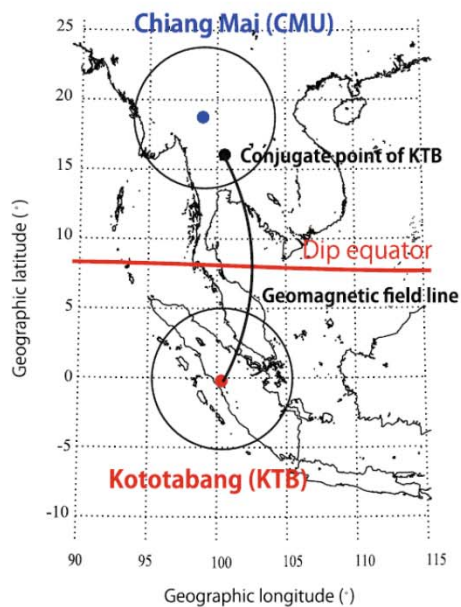 Chiang Mai (CMU)
25
20
Conjugate point of KTB
15
10
Dip equator
Geomagnetic field line
5
0
-5
Kototabang (KTB)
-10
90 95 100 105 110 115
Geographic longitude (°)
Geographic latitude (°)